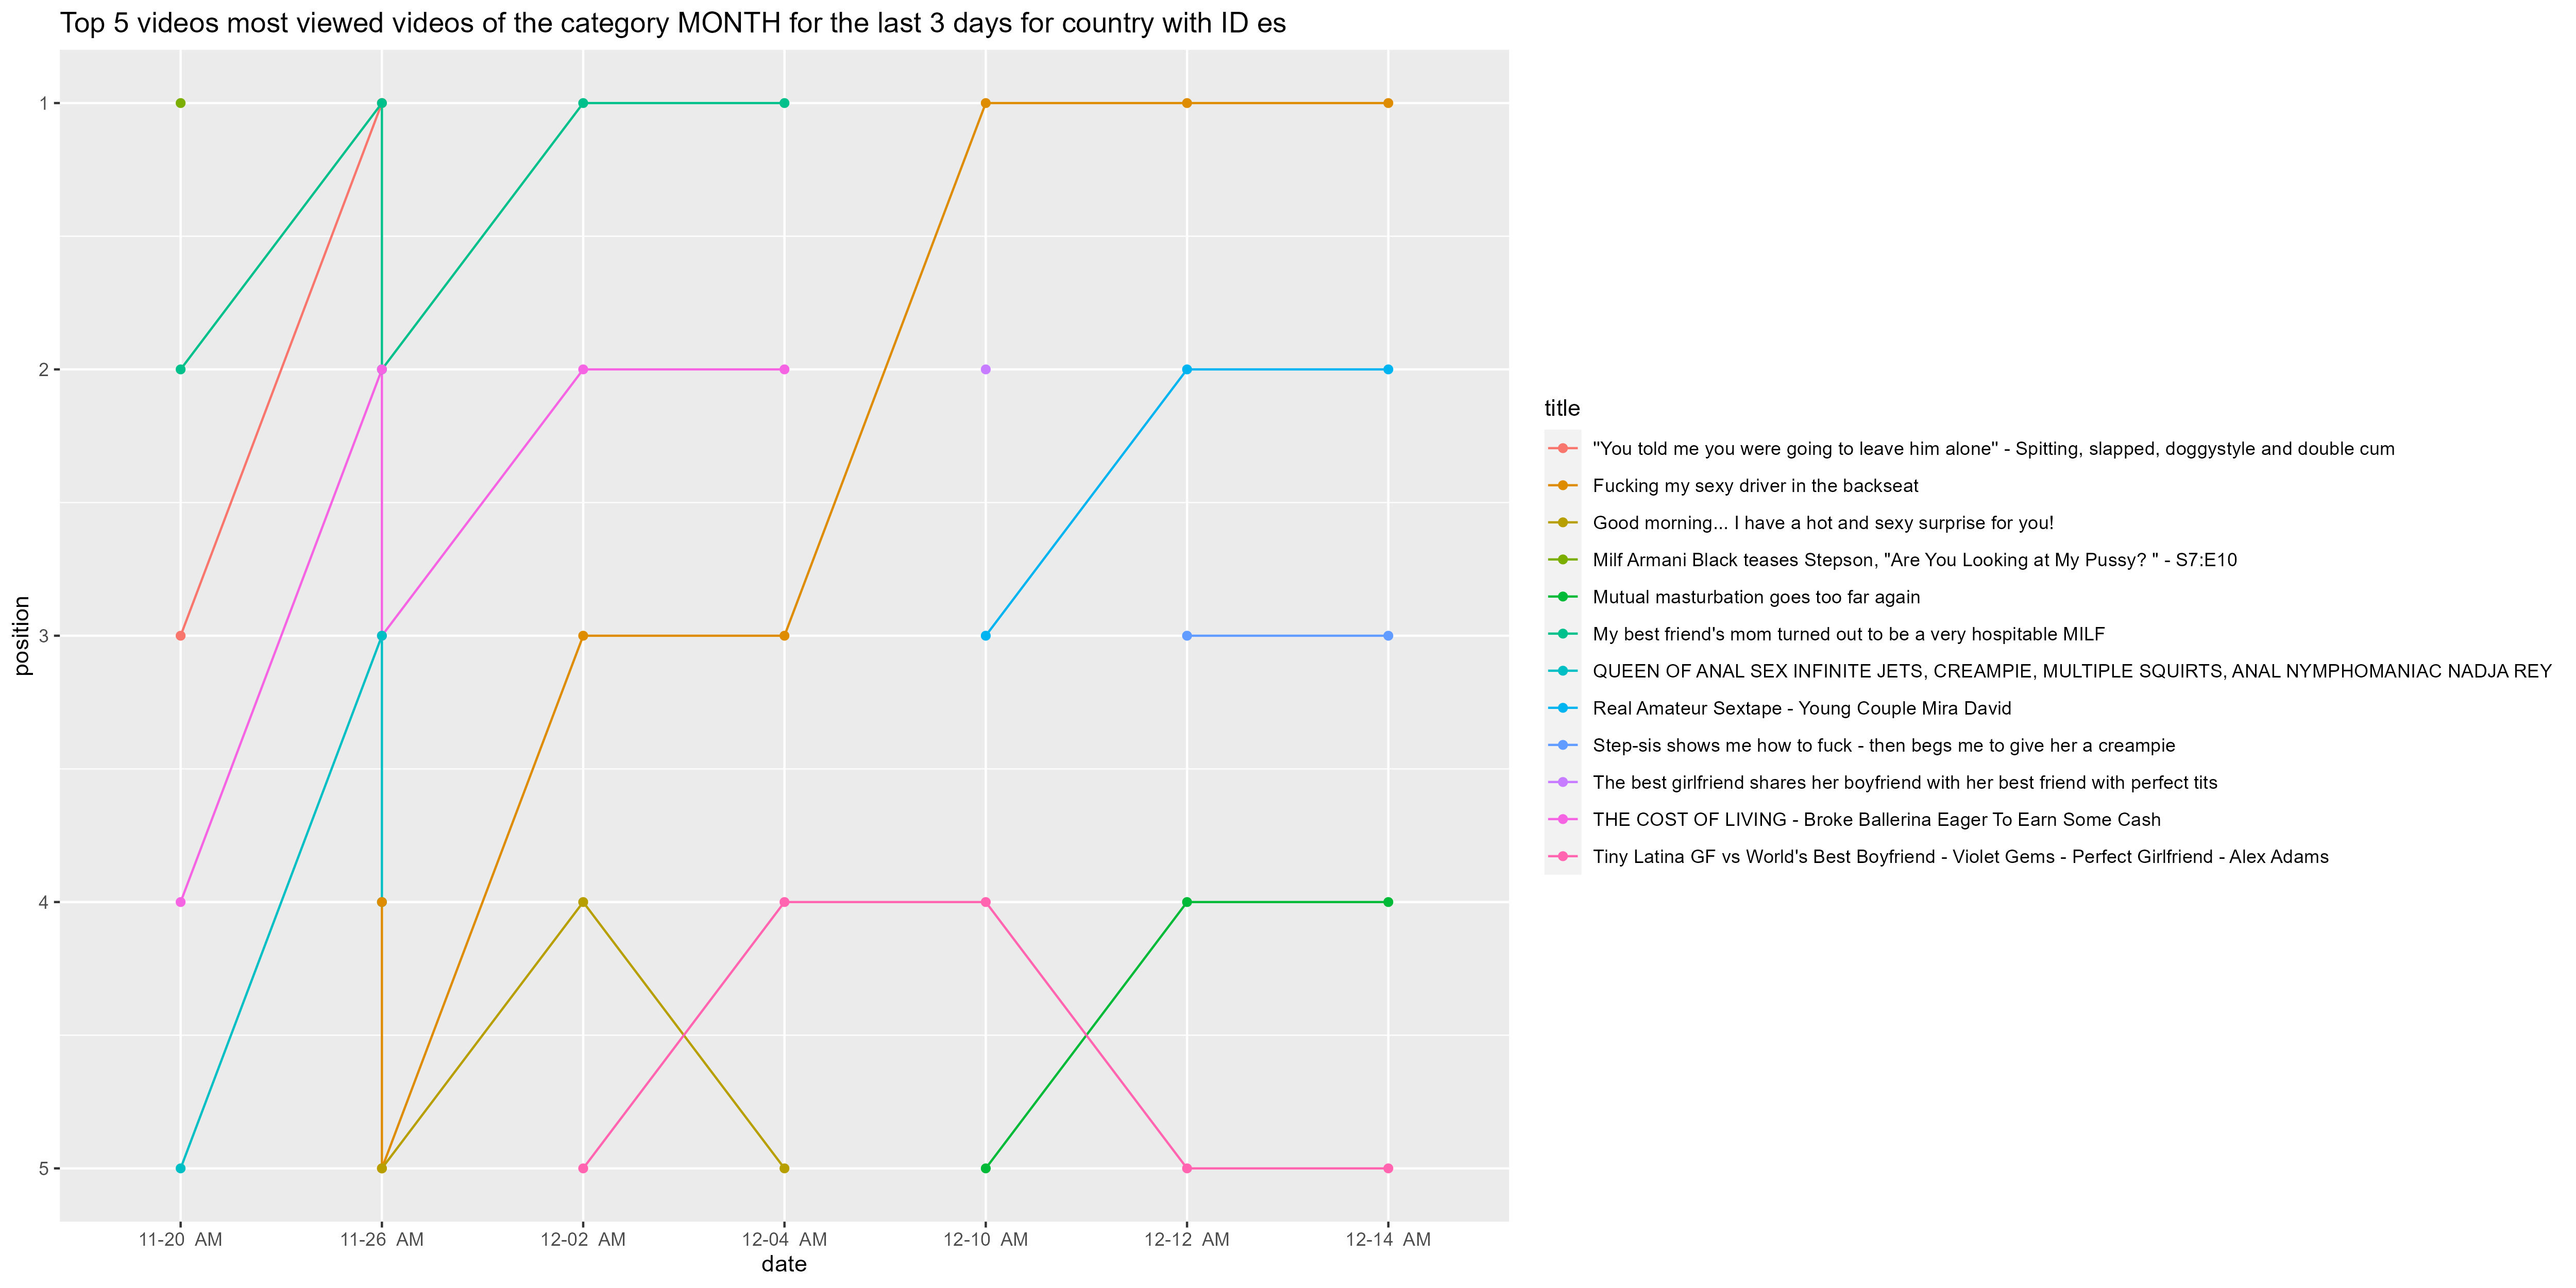 Top 5 videos most viewed videos of the category MONTH for the last 3 days for country with ID es
position
1
2
3
4
5
11-20 AM
11-26 AM
12-02 AM
12-04 AM
12-10 AM
12-12 AM
12-14 AM
date
title
"You told me you were going to leave him alone" - Spitting, slapped, doggystyle and double cum
Fucking my sexy driver in the backseat
Good morning... I have a hot and sexy surprise for you!
Milf Armani Black teases Stepson, "Are You Looking at My Pussy? " - S7:E10
Mutual masturbation goes too far again
My best friend's mom turned out to be a very hospitable MILF
QUEEN OF ANAL SEX INFINITE JETS, CREAMPIE, MULTIPLE SQUIRTS, ANAL NYMPHOMANIAC NADJA REY
Real Amateur Sextape - Young Couple Mira David
Step-sis shows me how to fuck - then begs me to give her a creampie
The best girlfriend shares her boyfriend with her best friend with perfect tits
THE COST OF LIVING - Broke Ballerina Eager To Earn Some Cash
Tiny Latina GF vs World's Best Boyfriend - Violet Gems - Perfect Girlfriend - Alex Adams